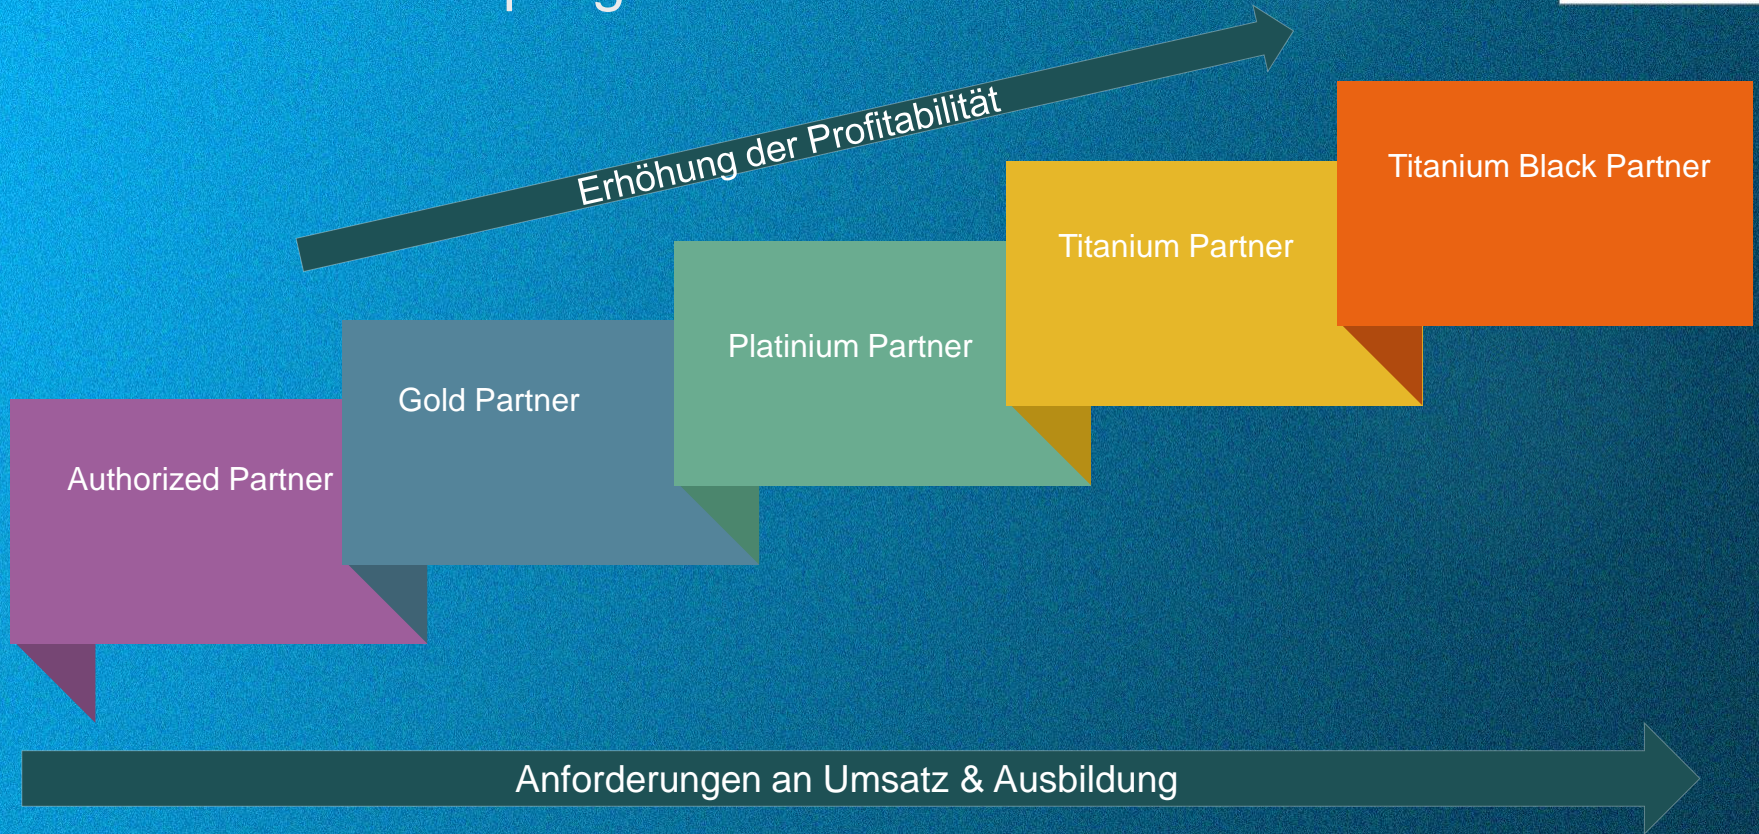 Erhöhung der Profitabilität
Titanium Black Partner
Titanium Partner
Platinium Partner
Gold Partner
Authorized Partner
Anforderungen an Umsatz & Ausbildung